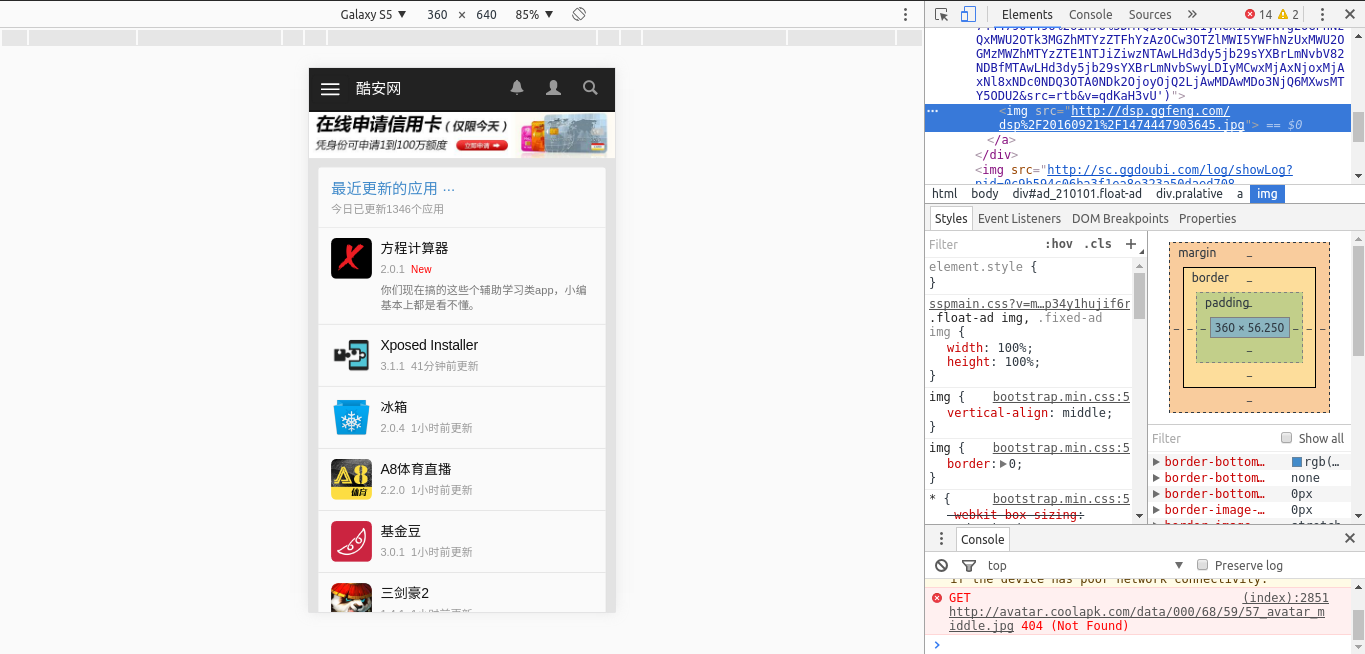 Galaxy S5 ▼ 360 × 640 85% ▼
Elements Console Sources » 14 2
酷安网
在线申请信用卡 (仅限今天)
凭身份可申请1到100万额度 立即申请
最近更新的应用 ···
今日已更新1346个应用
方程计算器
2.0.1 New
你们现在搞的这些个辅助学习类app，小编
基本上都是看不懂。
Xposed Installer
3.1.1 41分钟前更新
冰箱
2.0.4 1小时前更新
A8
体育
A8体育直播
2.2.0 1小时前更新
基金豆
3.0.1 1小时前更新
三剑豪2
QxMWU2OTk3MGZhMTYzZTFhYzAzOCw3OTZlMWI5YWFhNzUxMWU2O
GMzMWZhMTYzZTE1NTJiZiwzNTAwLHd3dy5jb29sYXBrLmNvbV82
NDBfMTAwLHd3dy5jb29sYXBrLmNvbSwyLDIyMCwxMjAxNjoxMjA
xNl8xNDc0NDQ3OTA0NDk2OjoyOjQ2LjAwMDAwMDo3NjQ6MXwsMT
Y5ODU2&src=rtb&v=qdKaH3vU')">
<img src="http://dsp.ggfeng.com/
dsp%2F20160921%2F1474447903645.jpg"> == $0
</a>
</div>
<img src="http://sc.ggdoubi.com/log/showLog?
html body div#ad_210101.float-ad div.pralative a img
Styles Event Listeners DOM Breakpoints Properties
Filter :hov .cls +
element.style {
}
sspmain.css?v=m…p34y1hujif6r
.float-ad img, .fixed-ad
img {
width: 100%;
height: 100%;
}
img { bootstrap.min.css:5
vertical-align: middle;
}
img { bootstrap.min.css:5
border:▶0;
}
* { bootstrap.min.css:5
-webkit-box-sizing:
margin –
border –
padding –
– – – 360 × 56.250 – – –
–
–
–
Filter Show all
border-bottom… rgb(…
border-bottom… none
border-bottom… 0px
border-image-… 0px
Console
top ▼ Preserve log
if the device has poor network connectivity.
GET (index):2851
http://avatar.coolapk.com/data/000/68/59/57_avatar_m
iddle.jpg 404 (Not Found)